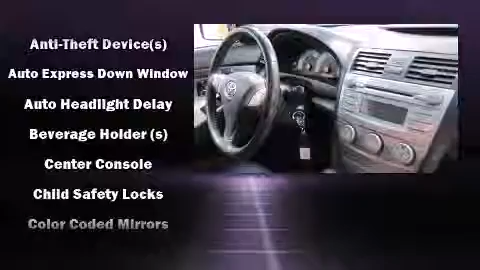 Anti-Theft Device(s)
Auto Express Down Window
Auto Headlight Delay
Beverage Holder (s)
Center Console
Child Safety Locks
Color Coded Mirrors